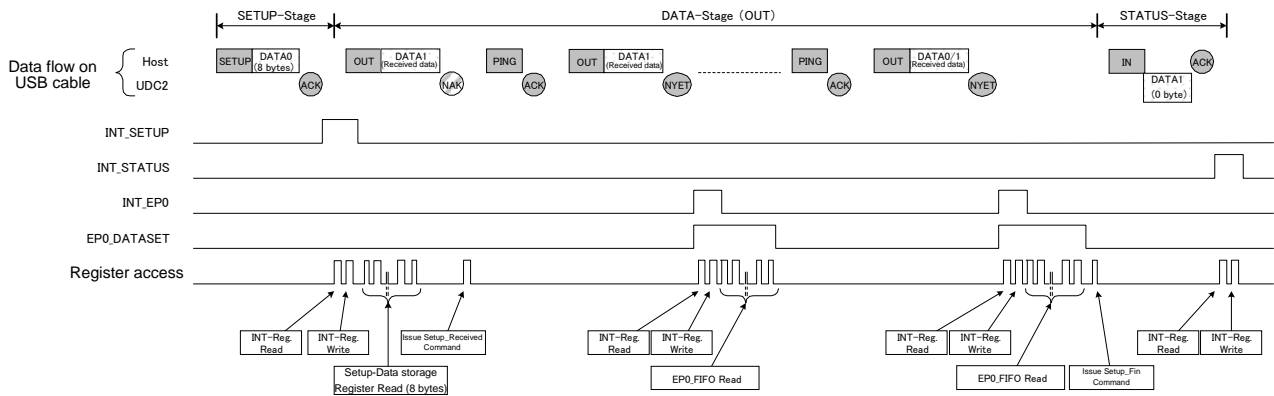 SETUP-Stage
DATA-Stage (OUT)
STATUS-Stage
Data flow on
USB cable
Host
UDC2
SETUP
DATA0
(8 bytes)
ACK
OUT
DATA1
(Received data)
NAK
PING
ACK
OUT
DATA1
(Received data)
NYET
PING
ACK
OUT
DATA0/1
(Received data)
NYET
IN
DATA1
(0 byte)
ACK
INT_SETUP
INT_STATUS
INT_EP0
EP0_DATASET
Register access
INT-Reg.
Read
INT-Reg.
Write
Issue Setup_Received
Command
INT-Reg.
Read
INT-Reg.
Write
INT-Reg.
Read
INT-Reg.
Write
INT-Reg.
Read
INT-Reg.
Write
Setup-Data storage
Register Read (8 bytes)
EP0_FIFO Read
EP0_FIFO Read
Issue Setup_Fin
Command